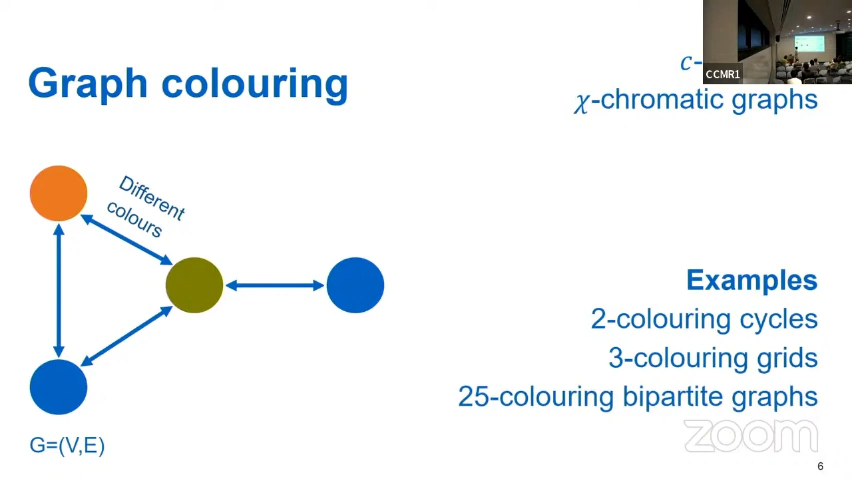 Graph colouring
c-
χ-chromatic graphs
CCMR1
Different
colours
G=(V,E)
Examples
2-colouring cycles
3-colouring grids
25-colouring bipartite graphs
zoom
6